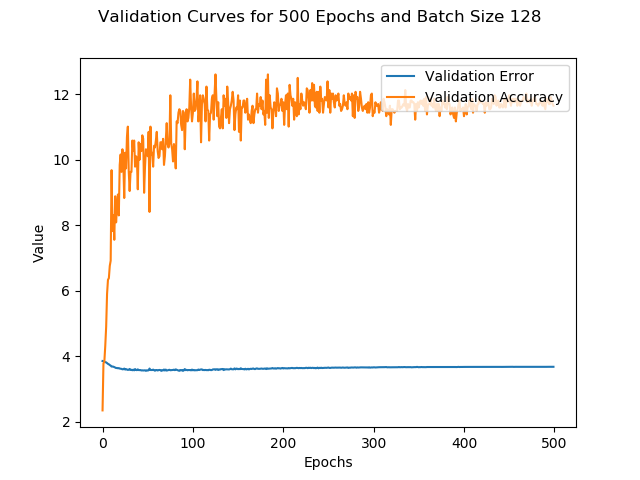 Validation Curves for 500 Epochs and Batch Size 128
Validation Error
Validation Accuracy
12
10
8
6
4
2
Value
0
100
200
300
400
500
Epochs